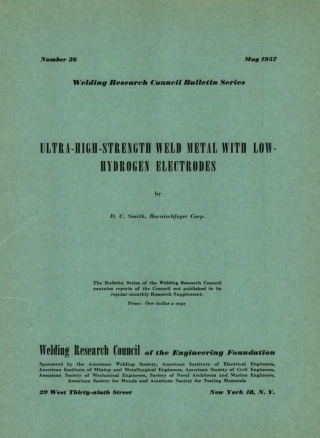 Number 36 May 1957
Welding Research Council Bulletin Series
ULTRA-HIGH-STRENGTH WELD METAL WITH LOW-
HYDROGEN ELECTRODES
by
D. C. Smith, Harnischfeger Corp.
The Bulletin Series of the Welding Research Council
contains reports of the Council not published in its
regular monthly Research Supplement.
Price: One dollar a copy
Welding Research Council of the Engineering Foundation
Sponsored by the American Welding Society, American Institute of Electrical Engineers,
American Institute of Mining and Metallurgical Engineers, American Society of Civil Engineers,
American Society of Mechanical Engineers, Society of Naval Architects and Marine Engineers,
American Society for Metals and American Society for Testing Materials
29 West Thirty-ninth Street New York 18, N. Y.